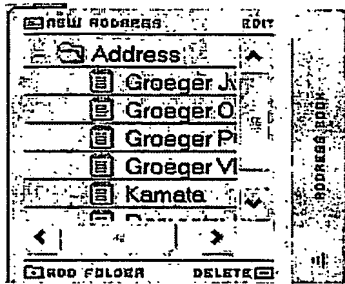 NEW ADDRESS EDIT
Address
Groeger J
Groeger O
Groeger P
Groeger V
Kamata
ADD FOLDER DELETE
ADDRESS BOOK